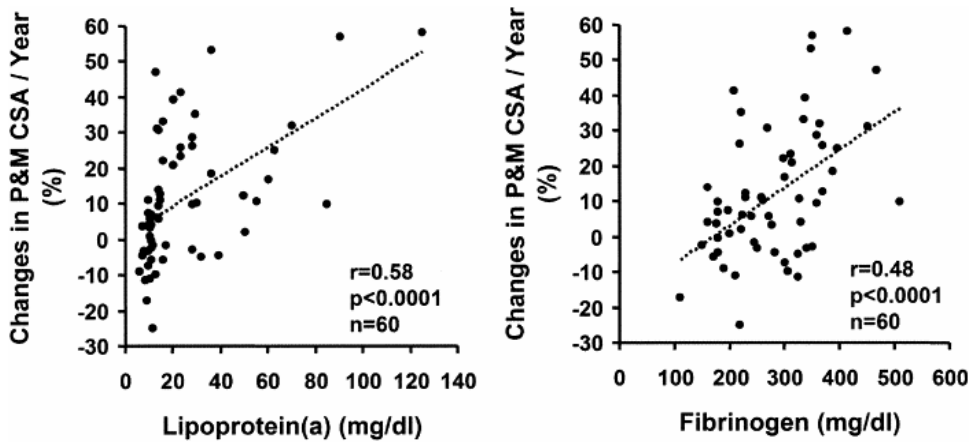 Changes in P&M CSA / Year
(%)
60
50
40
30
20
10
0
-10
-20
-30
r=0.58
p<0.0001
n=60
0 20 40 60 80 100 120 140
Lipoprotein(a) (mg/dl)
Changes in P&M CSA / Year
(%)
60
50
40
30
20
10
0
-10
-20
-30
r=0.48
p<0.0001
n=60
0 100 200 300 400 500 600
Fibrinogen (mg/dl)